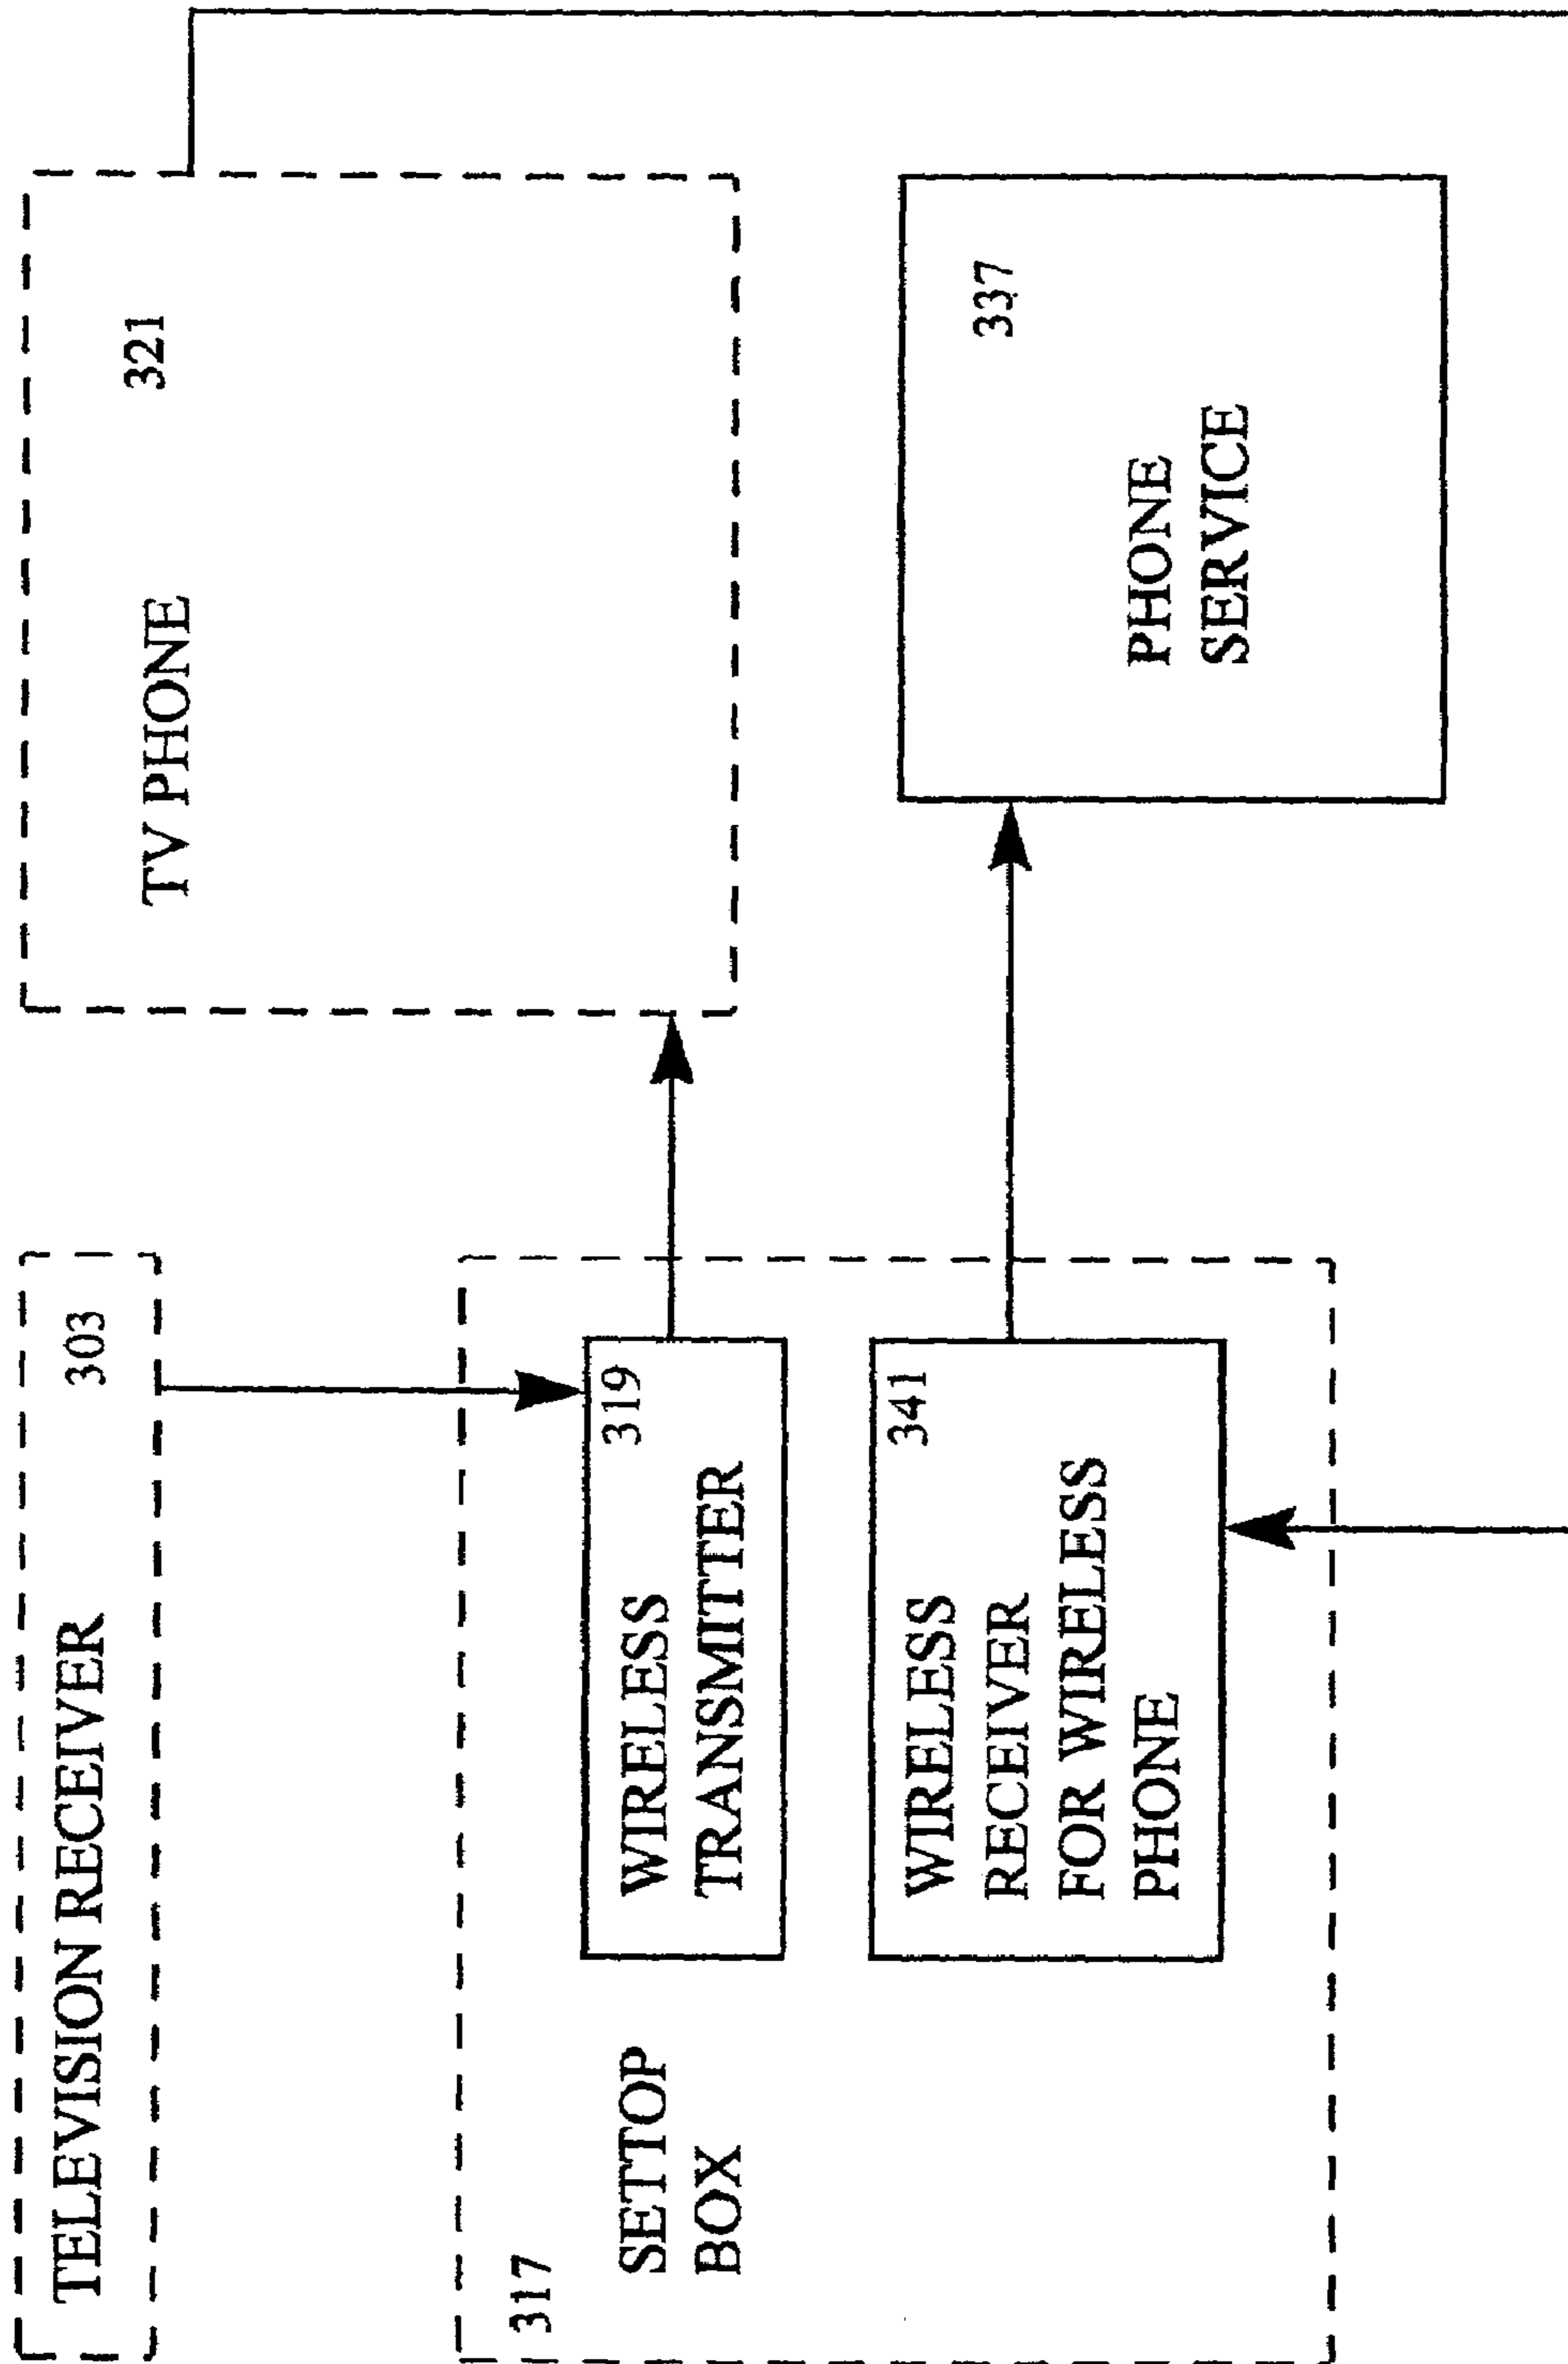 TELEVISION RECEIVER 303
TV PHONE 321
317
SETTOP
BOX
319
WIRELESS
TRANSMITTER
341
WIRELESS
RECEIVER
FOR WIRELESS
PHONE
337
PHONE
SERVICE